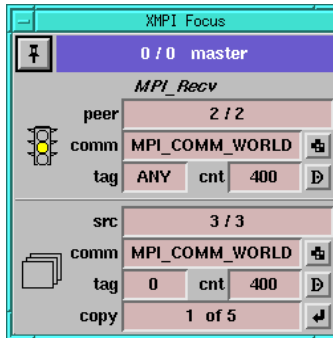 XMPI Focus
0 / 0 master
MPI_Recv
peer 2 / 2
comm MPI_COMM_WORLD
tag ANY cnt 400 D
src 3 / 3
comm MPI_COMM_WORLD
tag 0 cnt 400 D
copy 1 of 5